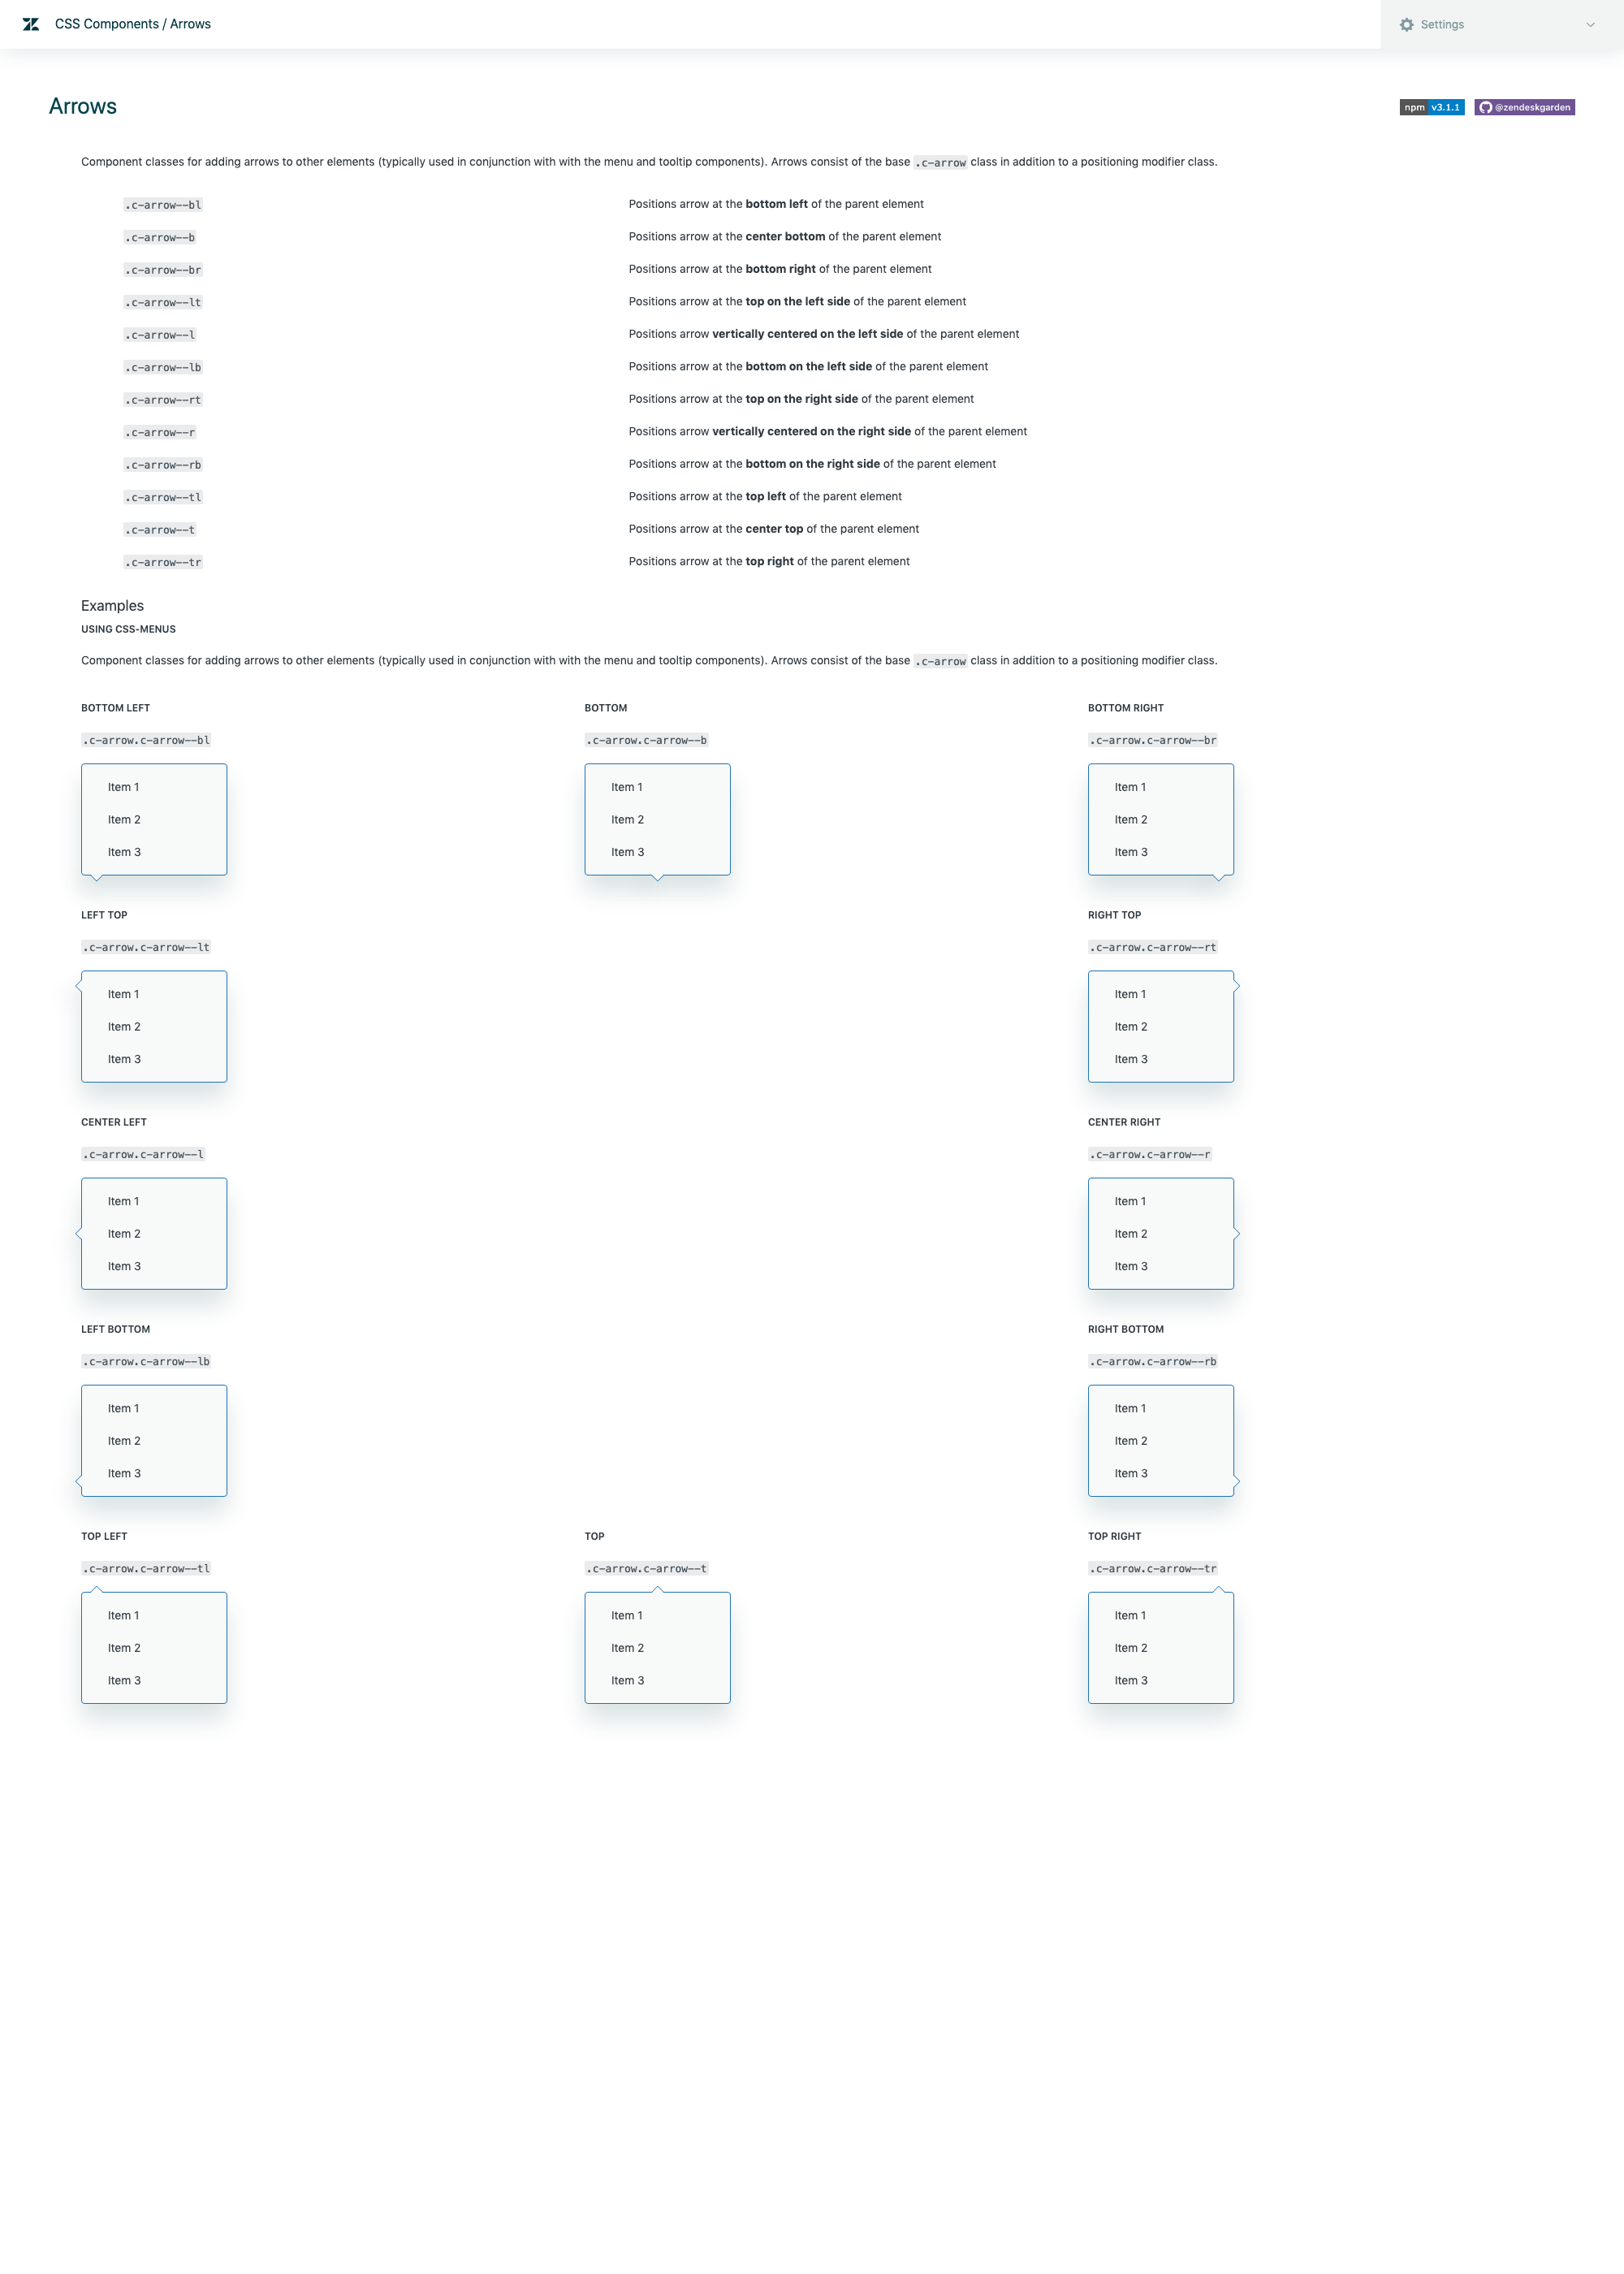 CSS Components / Arrows
Settings
Arrows
npm v3.1.1
@zendeskgarden
Component classes for adding arrows to other elements (typically used in conjunction with with the menu and tooltip components). Arrows consist of the base .c-arrow class in addition to a positioning modifier class.
.c-arrow--bl Positions arrow at the bottom left of the parent element
.c-arrow--b Positions arrow at the center bottom of the parent element
.c-arrow--br Positions arrow at the bottom right of the parent element
.c-arrow--lt Positions arrow at the top on the left side of the parent element
.c-arrow--l Positions arrow vertically centered on the left side of the parent element
.c-arrow--lb Positions arrow at the bottom on the left side of the parent element
.c-arrow--rt Positions arrow at the top on the right side of the parent element
.c-arrow--r Positions arrow vertically centered on the right side of the parent element
.c-arrow--rb Positions arrow at the bottom on the right side of the parent element
.c-arrow--tl Positions arrow at the top left of the parent element
.c-arrow--t Positions arrow at the center top of the parent element
.c-arrow--tr Positions arrow at the top right of the parent element
Examples
USING CSS-MENUS
Component classes for adding arrows to other elements (typically used in conjunction with with the menu and tooltip components). Arrows consist of the base .c-arrow class in addition to a positioning modifier class.
BOTTOM LEFT
.c-arrow.c-arrow--bl
Item 1
Item 2
Item 3
BOTTOM
.c-arrow.c-arrow--b
Item 1
Item 2
Item 3
BOTTOM RIGHT
.c-arrow.c-arrow--br
Item 1
Item 2
Item 3
LEFT TOP
.c-arrow.c-arrow--lt
Item 1
Item 2
Item 3
RIGHT TOP
.c-arrow.c-arrow--rt
Item 1
Item 2
Item 3
CENTER LEFT
.c-arrow.c-arrow--l
Item 1
Item 2
Item 3
CENTER RIGHT
.c-arrow.c-arrow--r
Item 1
Item 2
Item 3
LEFT BOTTOM
.c-arrow.c-arrow--lb
Item 1
Item 2
Item 3
RIGHT BOTTOM
.c-arrow.c-arrow--rb
Item 1
Item 2
Item 3
TOP LEFT
.c-arrow.c-arrow--tl
Item 1
Item 2
Item 3
TOP
.c-arrow.c-arrow--t
Item 1
Item 2
Item 3
TOP RIGHT
.c-arrow.c-arrow--tr
Item 1
Item 2
Item 3